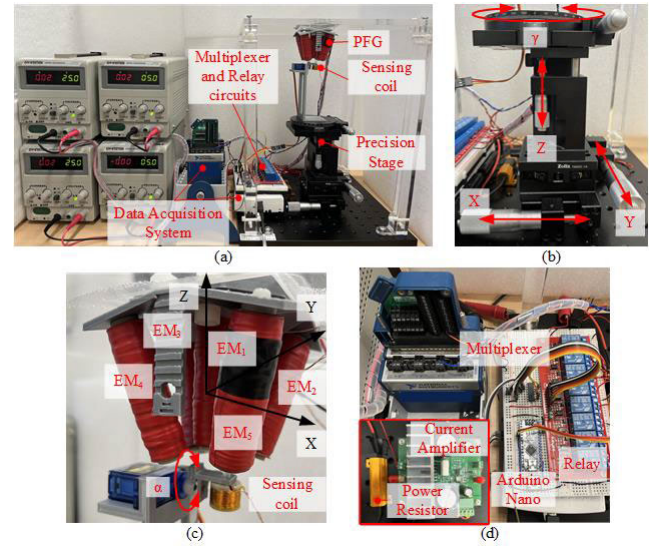 PFG
Multiplexer
and Relay
circuits
Sensing
coil
Precision
Stage
Data Acquisition
System
(a)
γ
Z
X
Y
(b)
Z
Y
EM3
EM1
EM4
EM2
EM5
X
α
Sensing
coil
(c)
Multiplexer
Current
Amplifier
Power
Resistor
Arduino
Nano
Relay
(d)